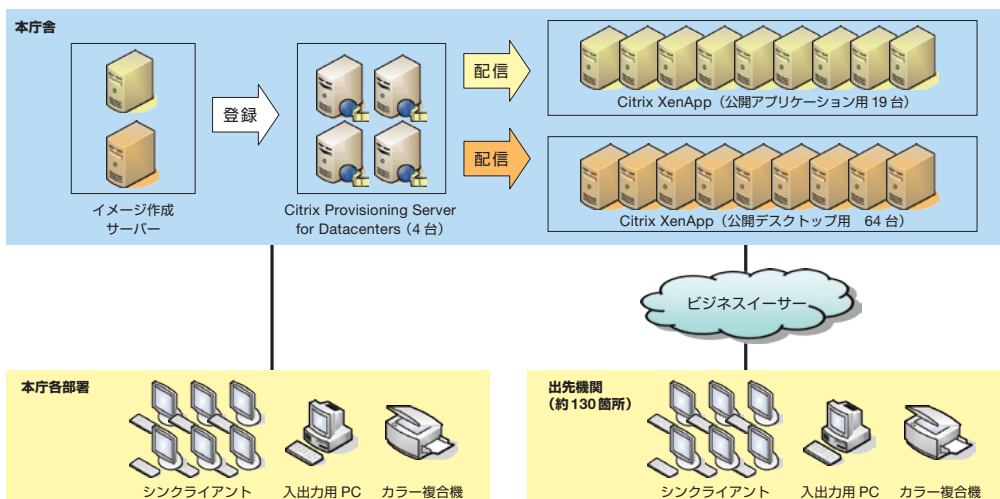 本庁舎
登録
配信
配信
イメージ作成
サーバー
Citrix Provisioning Server
for Datacenters（4台）
Citrix XenApp（公開アプリケーション用 19 台）
Citrix XenApp（公開デスクトップ用　64 台）
ビジネスイーサー
本庁各部署
シンクライアント
入出力用 PC
カラー複合機
出先機関
（約130箇所）
シンクライアント
入出力用 PC
カラー複合機